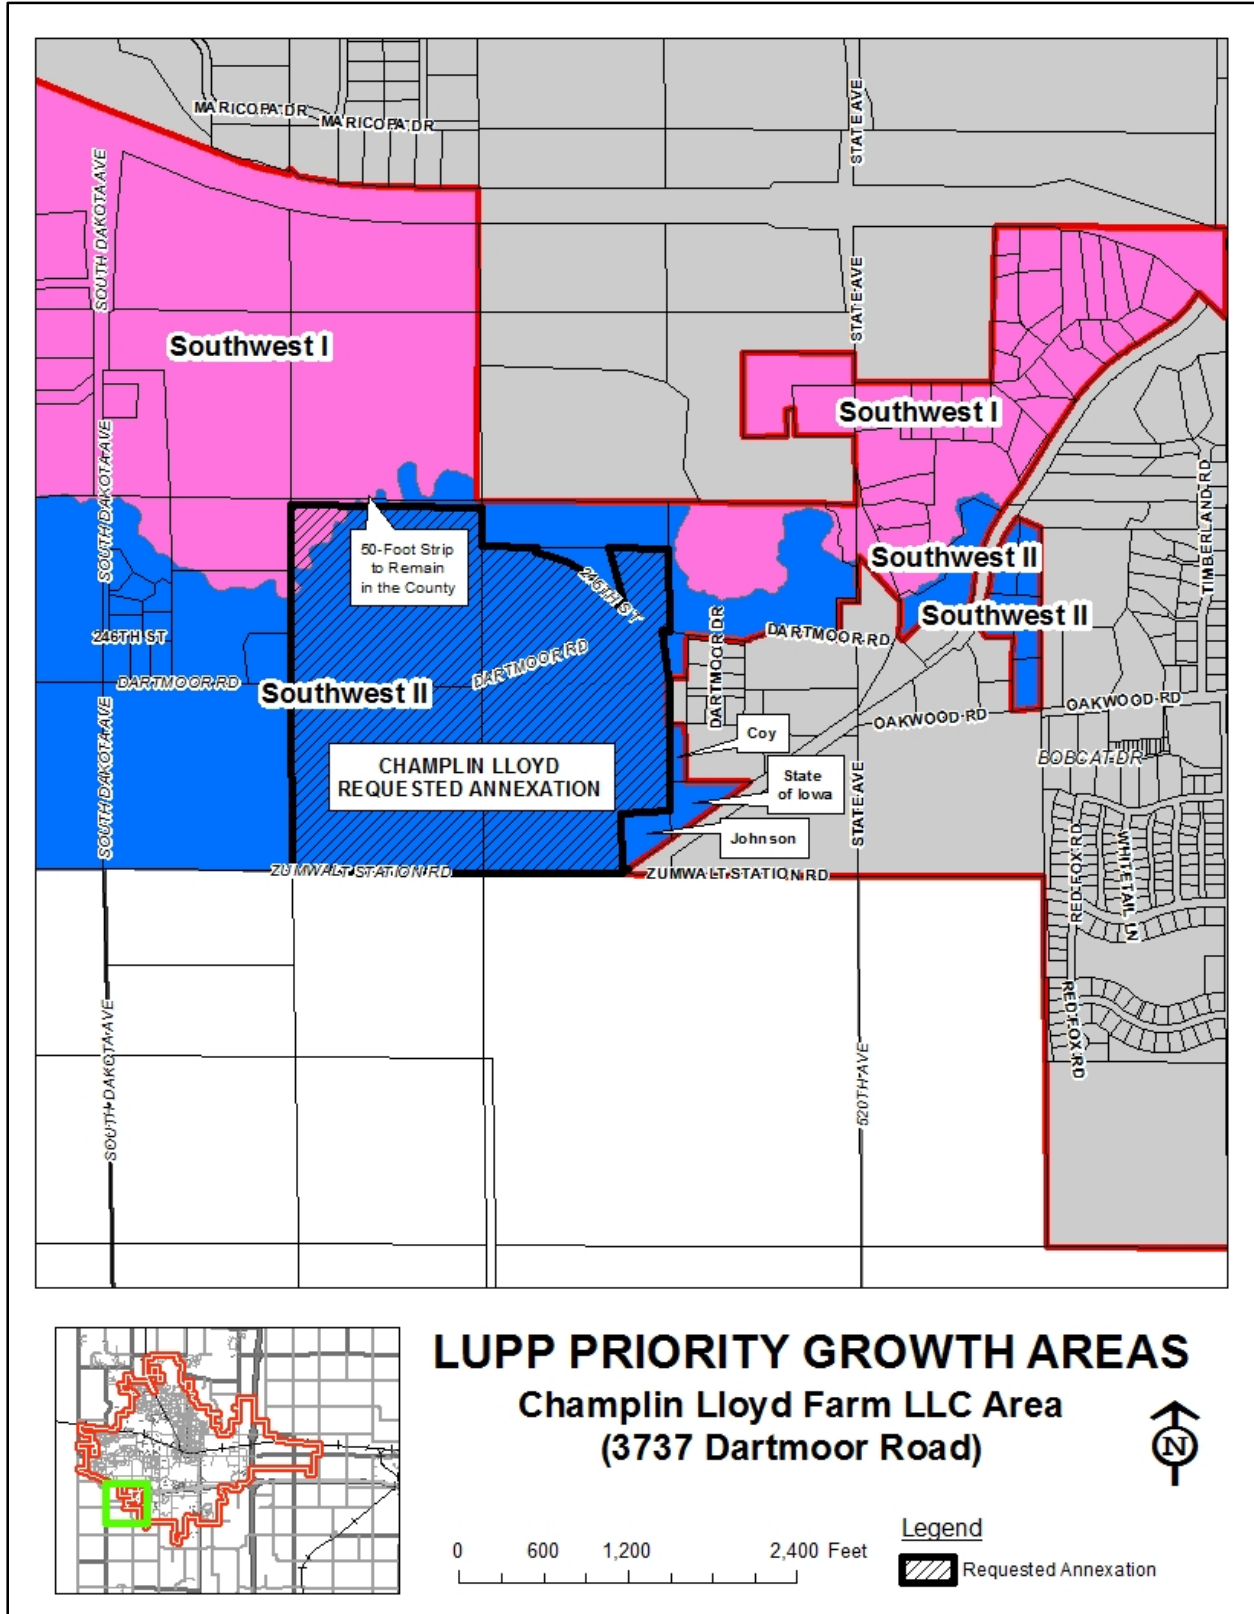 MARICOPA DR
MARICOPA DR
STATE AVE
SOUTH DAKOTA AVE
STATE AVE
Southwest I
Southwest I
SOUTH DAKOTA AVE
TIMBERLAND RD
SOUTH DAKOTA AVE
50-Foot Strip
to Remain
in the County
246TH ST
Southwest II
Southwest II
246TH ST
DARTMOOR RD
DARTMOOR DR
DARTMOOR RD
DARTMOOR RD
Southwest II
OAKWOOD RD
OAKWOOD RD
Coy
BOBCAT DR
SOUTH DAKOTA AVE
CHAMPLIN LLOYD
REQUESTED ANNEXATION
State
of Iowa
STATE AVE
Johnson
ZUMWALT STATION RD
ZUMWALT STATION RD
RED FOX RD
WHITETAIL LN
SOUTH DAKOTA AVE
520TH AVE
RED FOX RD
LUPP PRIORITY GROWTH AREAS
Champlin Lloyd Farm LLC Area
(3737 Dartmoor Road)
N
0 600 1,200 2,400 Feet
Legend
Requested Annexation